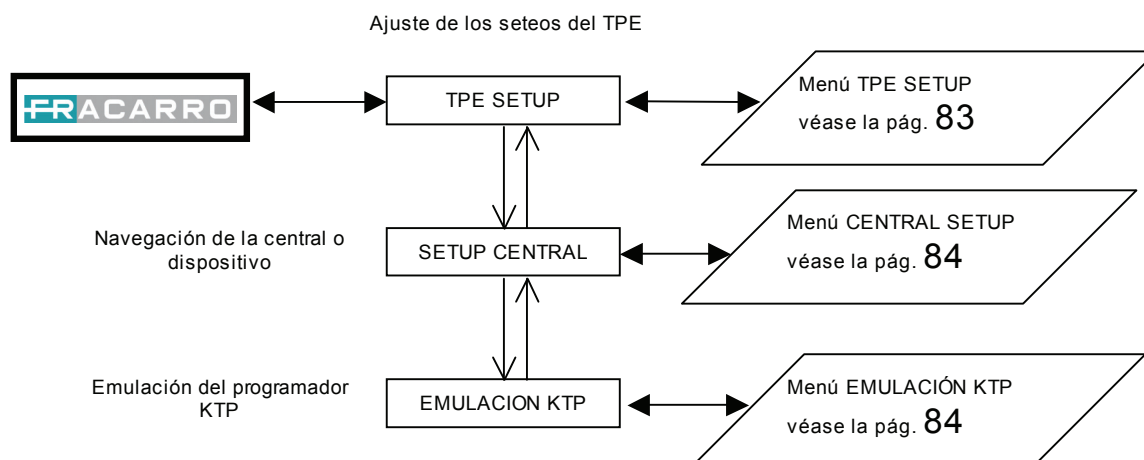 Ajuste de los seteos del TPE
FRACARRO
TPE SETUP
Menú TPE SETUP
véase la pág. 83
Navegación de la central o
dispositivo
SETUP CENTRAL
Menú CENTRAL SETUP
véase la pág. 84
Emulación del programador
KTP
EMULACION KTP
Menú EMULACIÓN KTP
véase la pág. 84